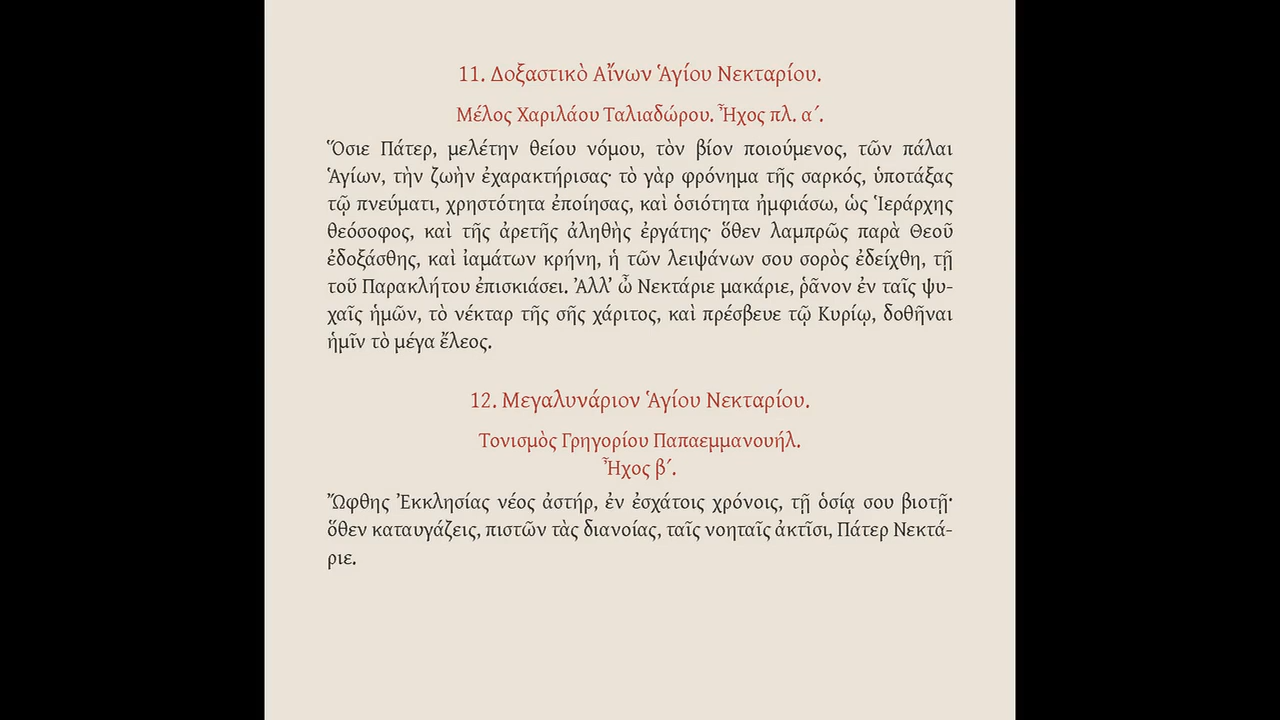 11. Δοξαστικὸ Αἴνων Ἁγίου Νεκταρίου.
Μέλος Χαριλάου Ταλιαδώρου. Ἦχος πλ. α´.
Ὅσιε Πάτερ, μελέτην θείου νόμου, τὸν βίον ποιούμενος, τῶν πάλαι
Ἁγίων, τὴν ζωὴν ἐχαρακτήρισας· τὸ γὰρ φρόνημα τῆς σαρκός, ὑποτάξας
τῷ πνεύματι, χρηστότητα ἐποίησας, καὶ ὁσιότητα ἠμφιάσω, ὡς Ἱεράρχης
θεόσοφος, καὶ τῆς ἀρετῆς ἀληθὴς ἐργάτης· ὅθεν λαμπρῶς παρὰ Θεοῦ
ἐδοξάσθης, καὶ ἰαμάτων κρήνη, ἡ τῶν λειψάνων σου σορὸς ἐδείχθη, τῇ
τοῦ Παρακλήτου ἐπισκιάσει. Ἀλλ’ ὦ Νεκτάριε μακάριε, ῥᾶνον ἐν ταῖς ψυ-
χαῖς ἡμῶν, τὸ νέκταρ τῆς σῆς χάριτος, καὶ πρέσβευε τῷ Κυρίῳ, δοθῆναι
ἡμῖν τὸ μέγα ἔλεος.
12. Μεγαλυνάριον Ἁγίου Νεκταρίου.
Τονισμὸς Γρηγορίου Παπαεμμανουήλ.
Ἦχος β´.
Ὤφθης Ἐκκλησίας νέος ἀστήρ, ἐν ἐσχάτοις χρόνοις, τῇ ὁσίᾳ σου βιοτῇ·
ὅθεν καταυγάζεις, πιστῶν τὰς διανοίας, ταῖς νοηταῖς ἀκτῖσι, Πάτερ Νεκτά-
ριε.